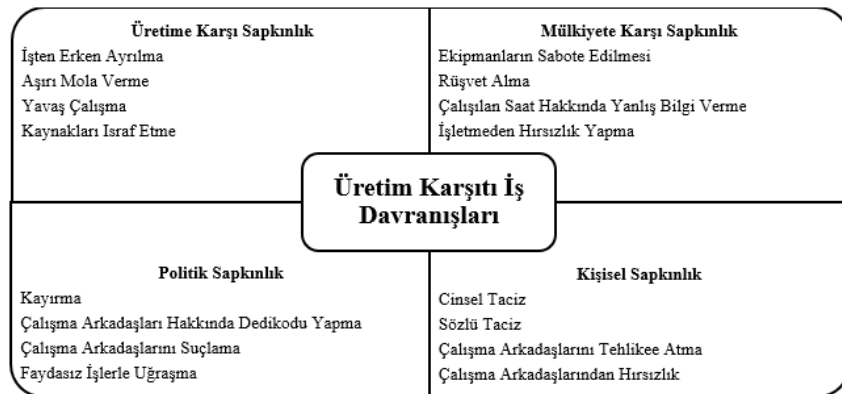 Üretime Karşı Sapkınlık
İşten Erken Ayrılma
Aşırı Mola Verme
Yavaş Çalışma
Kaynakları Israf Etme
Mülkiyete Karşı Sapkınlık
Ekipmanların Sabote Edilmesi
Rüşvet Alma
Çalışılan Saat Hakkında Yanlış Bilgi Verme
İşletmeden Hırsızlık Yapma
Üretim Karşıtı İş
Davranışları
Politik Sapkınlık
Kayırma
Çalışma Arkadaşları Hakkında Dedikodu Yapma
Çalışma Arkadaşlarını Suçlama
Faydasız İşlerle Uğraşma
Kişisel Sapkınlık
Cinsel Taciz
Sözlü Taciz
Çalışma Arkadaşlarını Tehlikee Atma
Çalışma Arkadaşlarından Hırsızlık